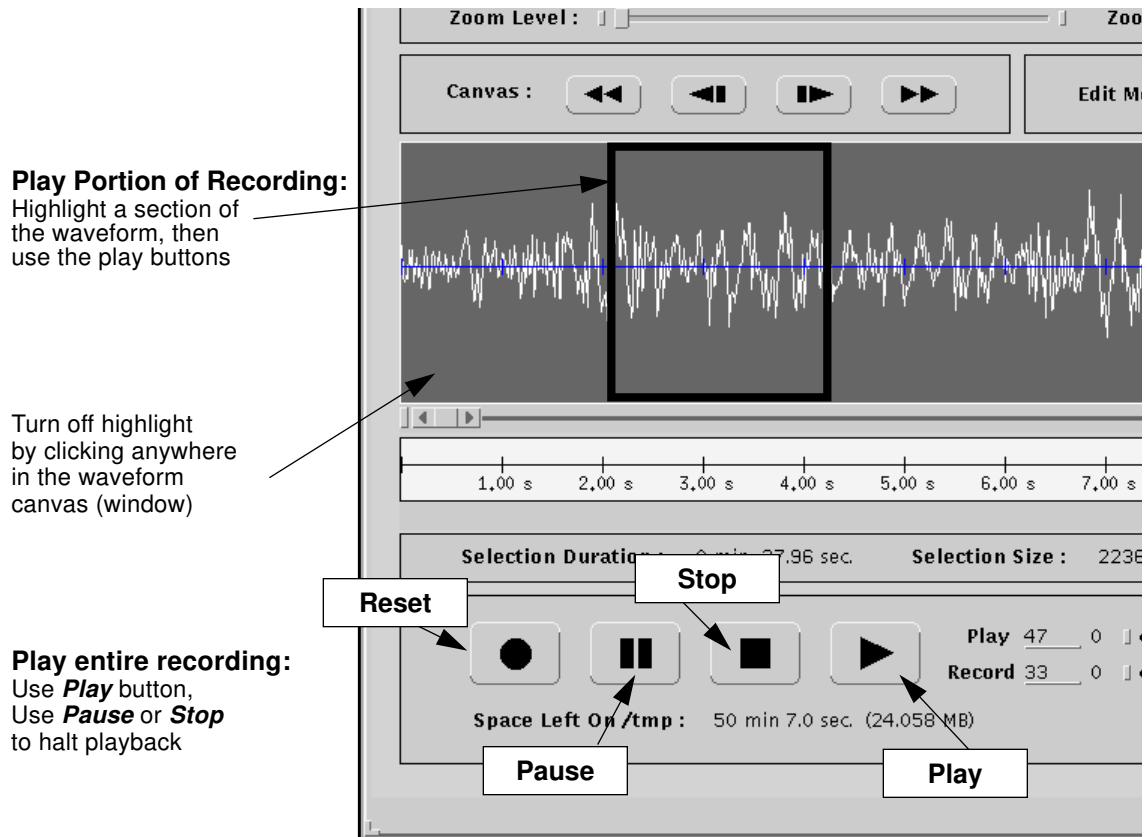 Zoom Level :
Canvas :
Play Portion of Recording:
Highlight a section of
the waveform, then
use the play buttons
Turn off highlight
by clicking anywhere
in the waveform
canvas (window)
1.00 s 2.00 s 3.00 s 4.00 s 5.00 s 6.00 s 7.00 s
Selection Duration : min 7.96 sec. Selection Size : 2238
Stop
Reset
Play entire recording:
Use Play button,
Use Pause or Stop
to halt playback
Play 47 0
Record 33 0
Space Left On /tmp : 50 min 7.0 sec. (24.058 MB)
Pause
Play